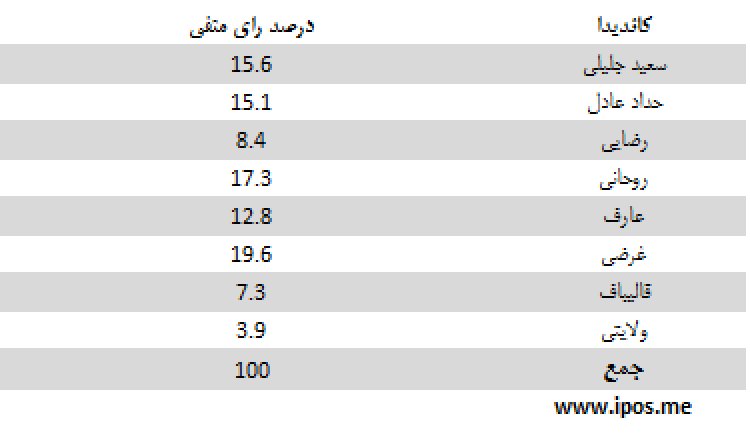 کاندیدا درصد رای متفی
سعید جلیلی 15.6
حداد عادل 15.1
رضایی 8.4
روحانی 17.3
عارف 12.8
غرضی 19.6
قالیباف 7.3
ولایتی 3.9
جمع 100
www.ipos.me